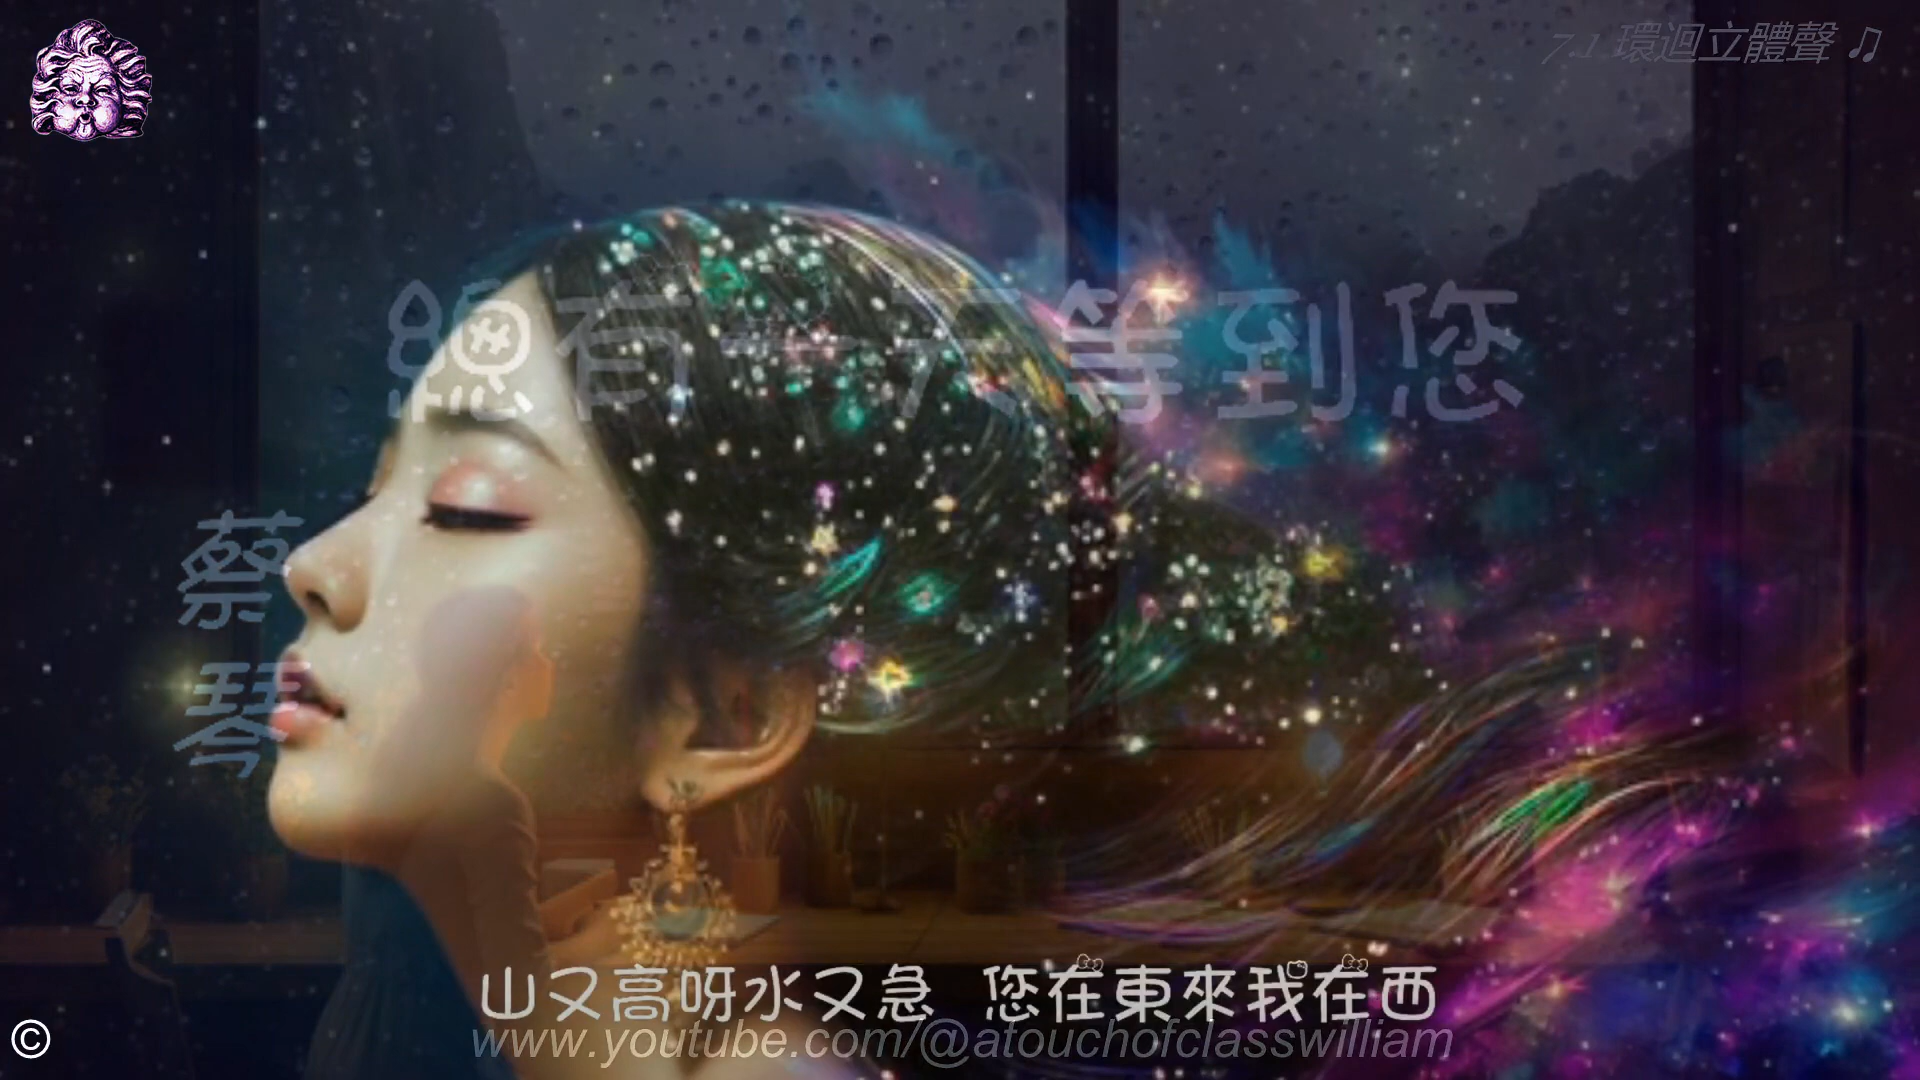 7.1 環迴立體聲 ♫
總有一天等到您
蔡琴
山又高呀水又急 您在東來我在西
www.youtube.com/@atouchofclasswilliam
©